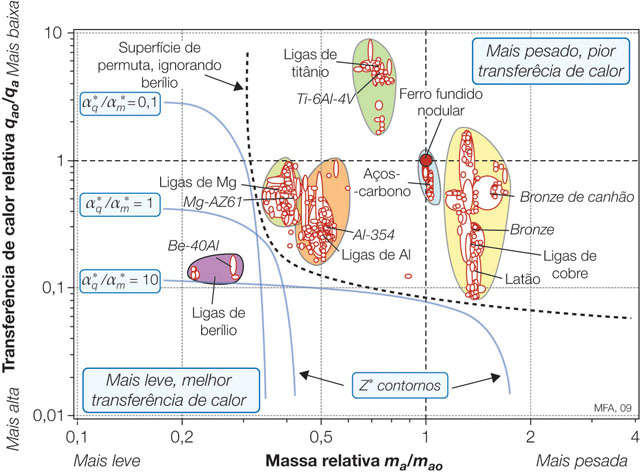 Transferência de calor relativa qao/qa Mais baixa
Mais alta
10
1
0,1
0,01
Superfície de
permuta, ignorando
berílio
Ligas de
titânio
Ti-6Al-4V
Mais pesado, pior
transferêcia de calor
Ferro fundido
nodular
α*q/α*m = 0,1
Ligas de Mg
Mg-AZ61
Aços-
carbono
Bronze de canhão
α*q/α*m = 1
Be-40Al
Al-354
Ligas de Al
Bronze
Ligas de
cobre
Latão
α*q/α*m = 10
Ligas de
berílio
Mais leve, melhor
transferência de calor
Z* contornos
MFA, 09
0,1
0,2
0,5
1
2
4
Mais leve
Massa relativa ma/mao
Mais pesada